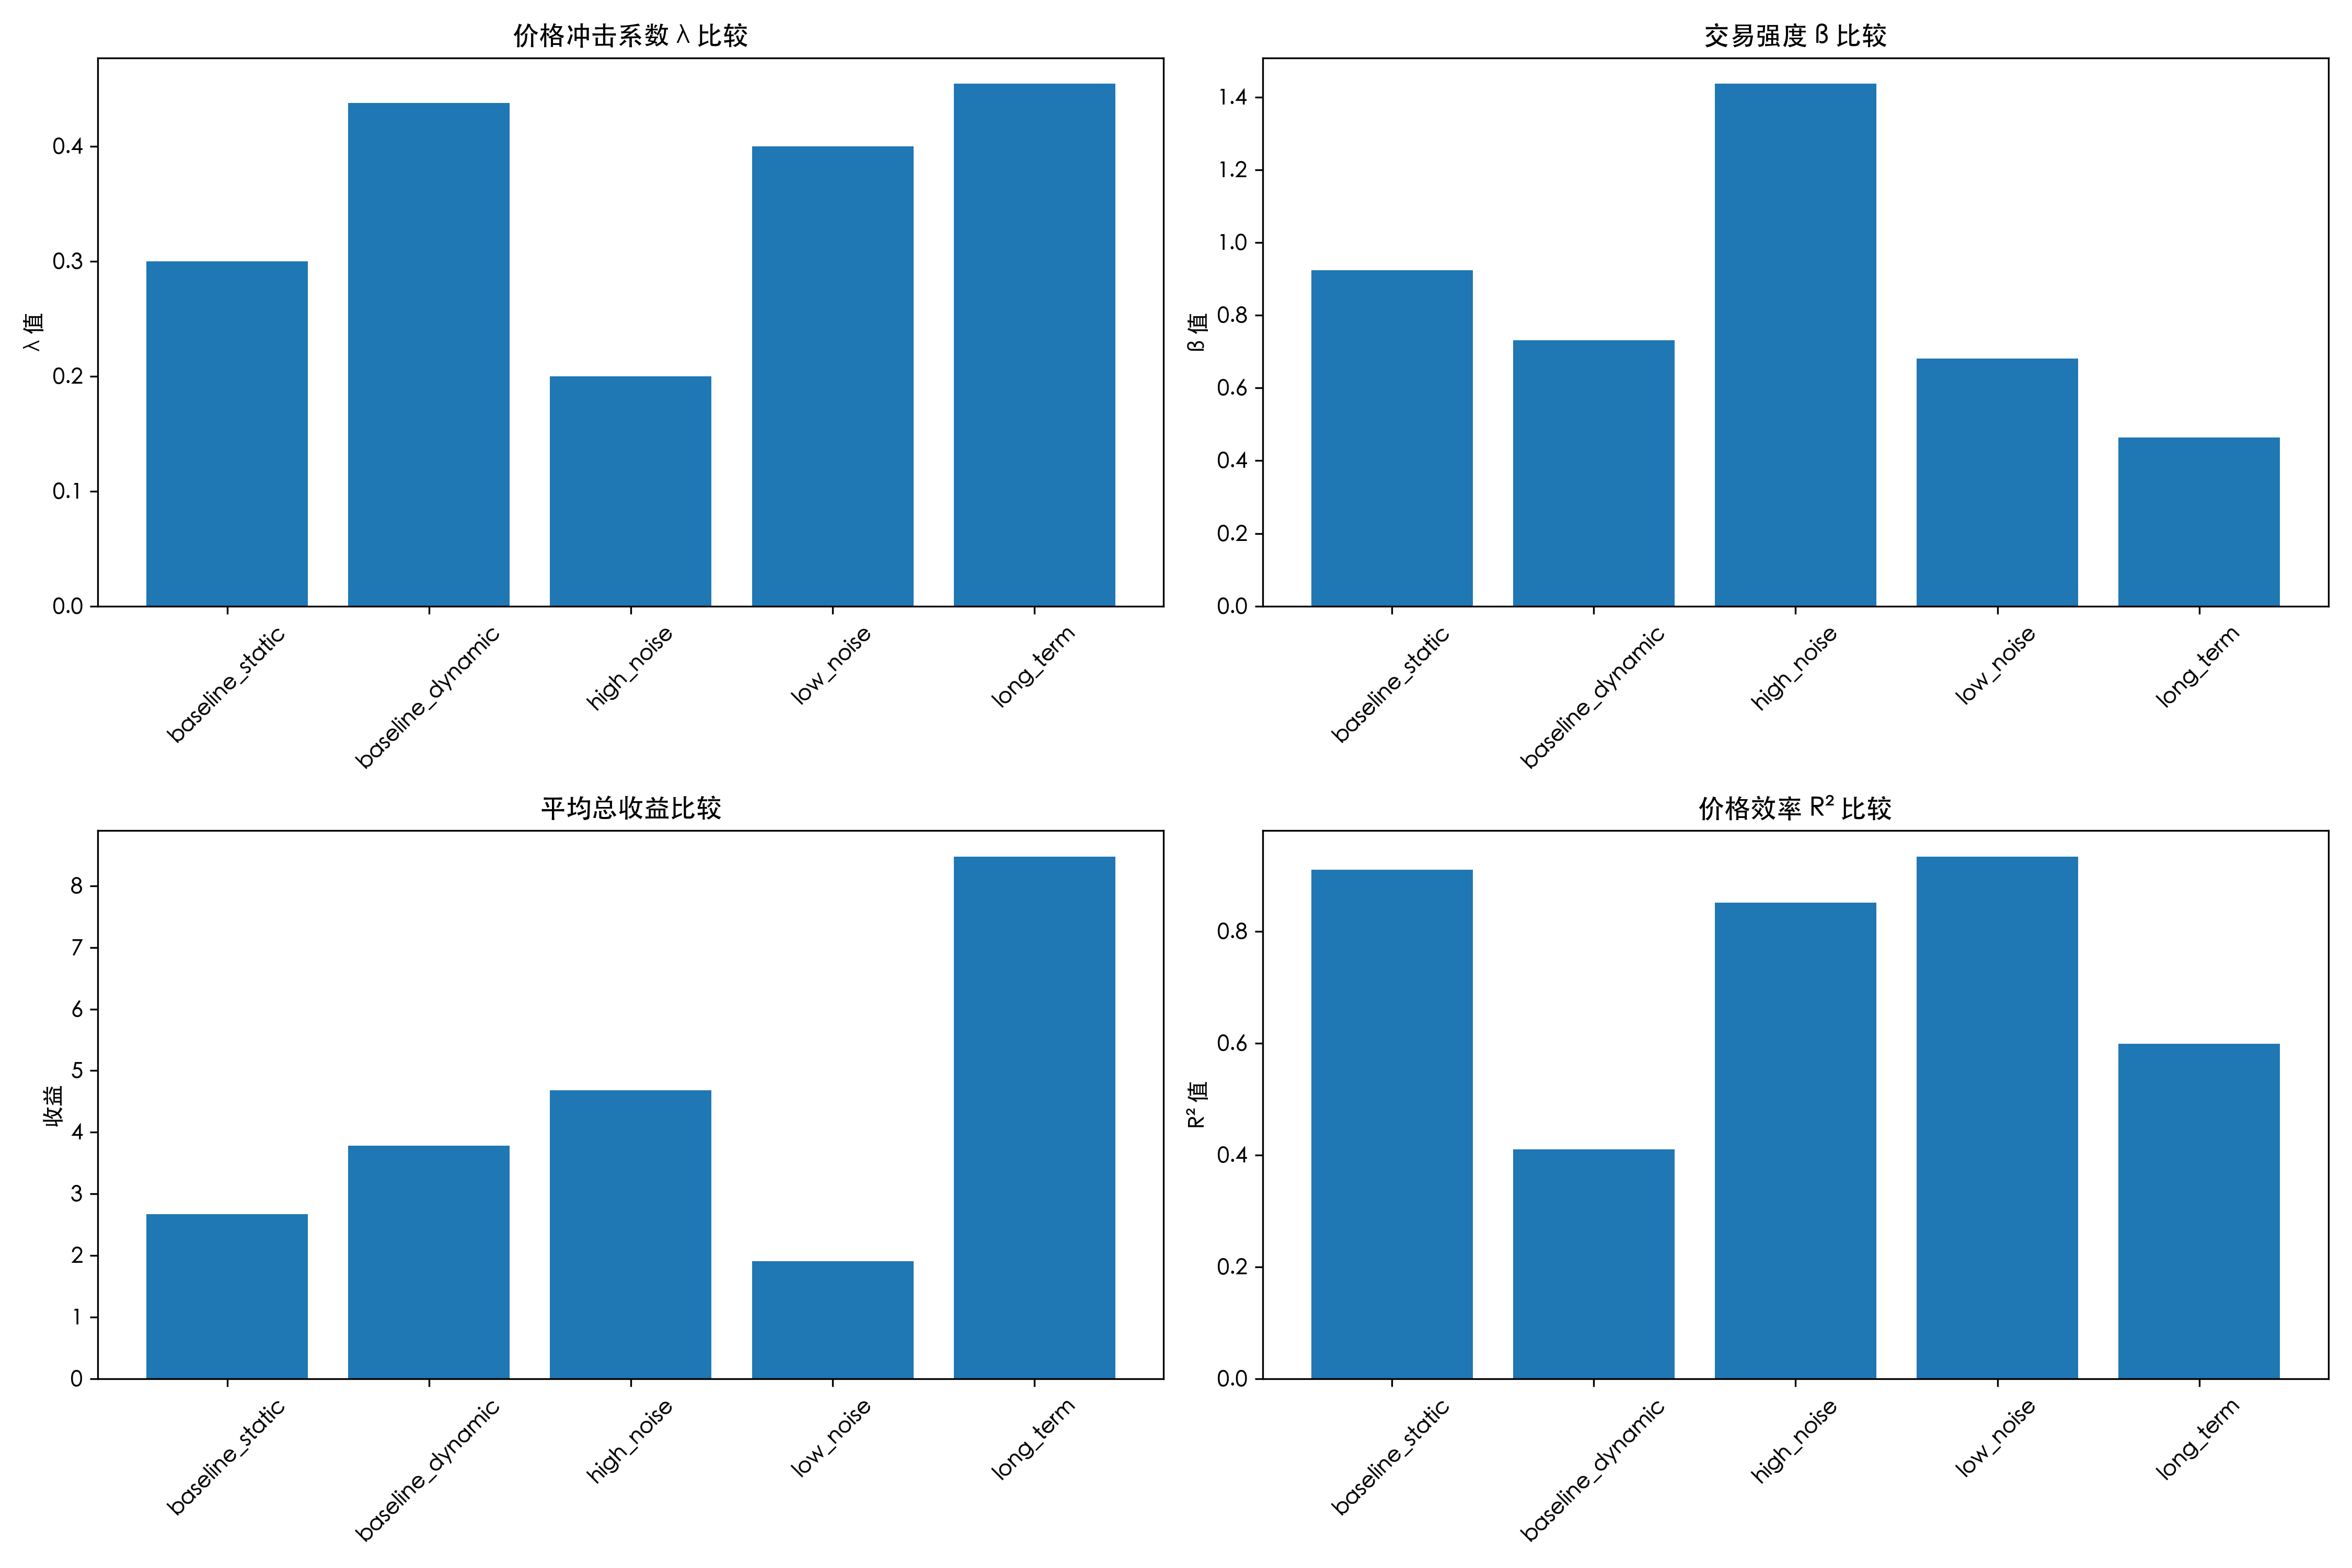 价格冲击系数 λ 比较
λ 值
0.4
0.3
0.2
0.1
0.0
baseline_static
baseline_dynamic
high_noise
low_noise
long_term
交易强度 β 比较
β 值
1.4
1.2
1.0
0.8
0.6
0.4
0.2
0.0
baseline_static
baseline_dynamic
high_noise
low_noise
long_term
平均总收益比较
收益
8
7
6
5
4
3
2
1
0
baseline_static
baseline_dynamic
high_noise
low_noise
long_term
价格效率 R² 比较
R² 值
0.8
0.6
0.4
0.2
0.0
baseline_static
baseline_dynamic
high_noise
low_noise
long_term